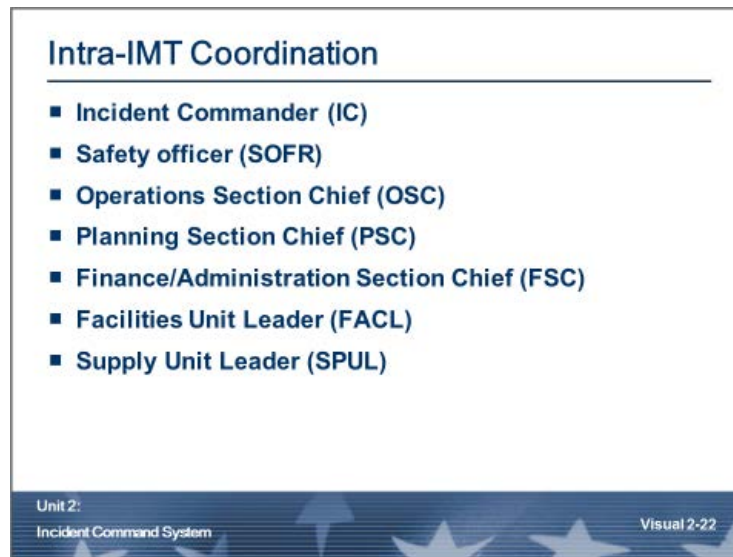 Intra-IMT Coordination
Incident Commander (IC)
Safety officer (SOFR)
Operations Section Chief (OSC)
Planning Section Chief (PSC)
Finance/Administration Section Chief (FSC)
Facilities Unit Leader (FACL)
Supply Unit Leader (SPUL)
Unit 2:
Incident Command System
Visual 2-22